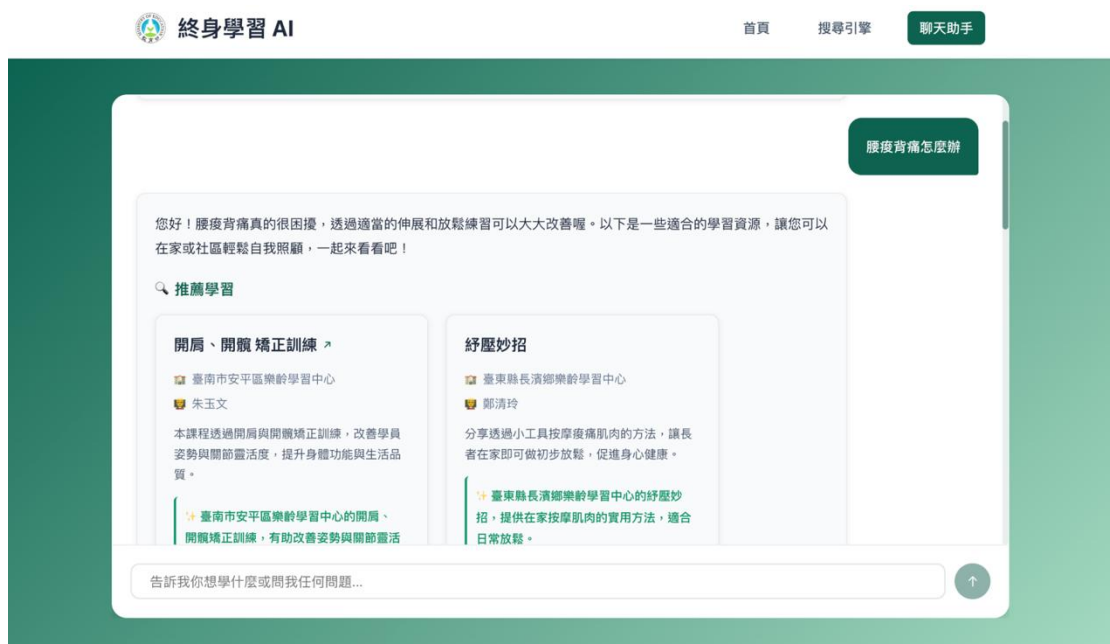 終身學習 AI
首頁
搜尋引擎
聊天助手
腰痠背痛怎麼辦
您好！腰痠背痛真的很困擾，透過適當的伸展和放鬆練習可以大大改善喔。以下是一些適合的學習資源，讓您可以
在家或社區輕鬆自我照顧，一起來看看吧！
推薦學習
開肩、開髖 矯正訓練
臺南市安平區樂齡學習中心
朱玉文
本課程透過開肩與開髖矯正訓練，改善學員
姿勢與關節靈活度，提升身體功能與生活品
質。
臺南市安平區樂齡學習中心的開肩、
開髖矯正訓練，有助改善姿勢與關節靈活
紓壓妙招
臺東縣長濱鄉樂齡學習中心
鄭清玲
分享透過小工具按摩痠痛肌肉的方法，讓長
者在家即可做初步放鬆，促進身心健康。
臺東縣長濱鄉樂齡學習中心的紓壓妙
招，提供在家按摩肌肉的實用方法，適合
日常放鬆。
告訴我你想學什麼或問我任何問題...